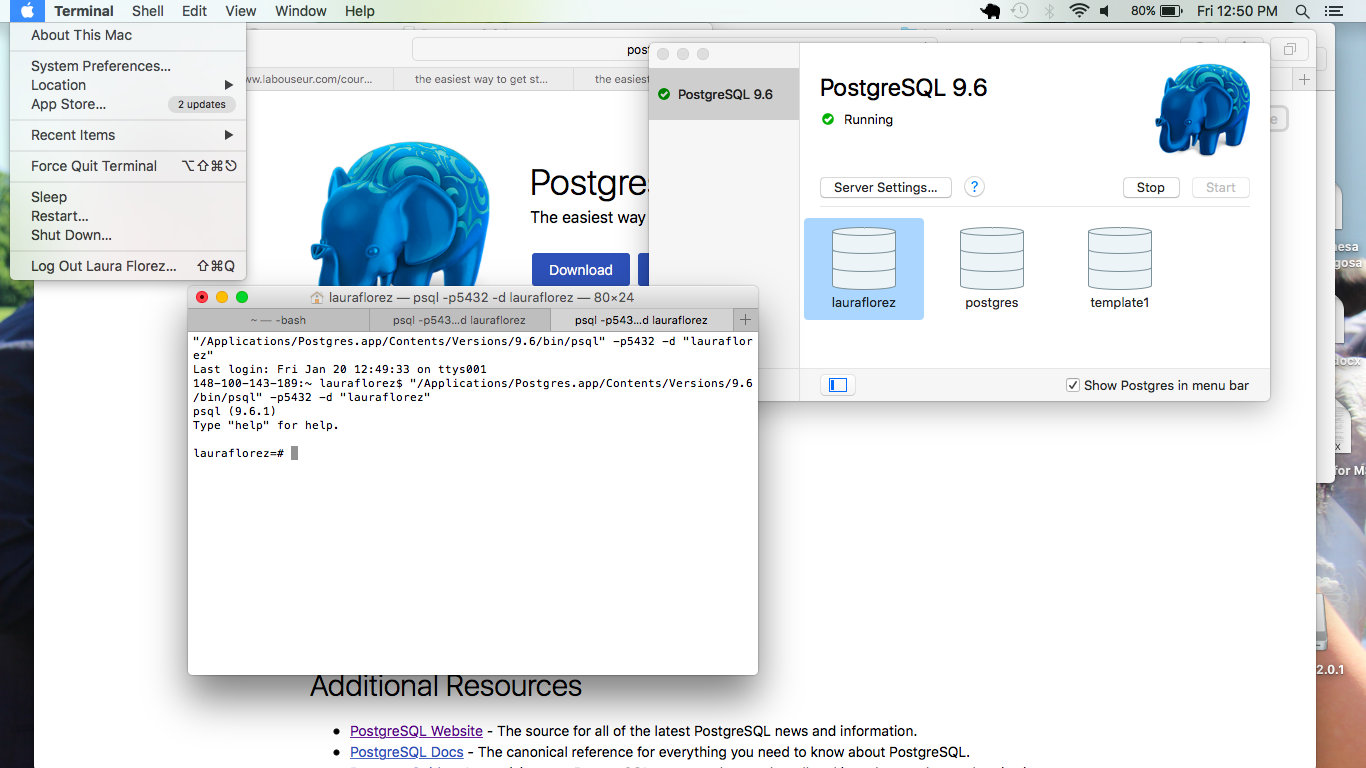 Terminal Shell Edit View Window Help 80% Fri 12:50 PM
About This Mac
System Preferences...
Location
App Store... 2 updates
Recent Items
Force Quit Terminal ⌥⇧⌘⎋
Sleep
Restart...
Shut Down...
Log Out Laura Florez... ⇧⌘Q
ww.labouseur.com/cour... the easiest way to get st... the easiest
Postgres
The easiest way
Download
PostgreSQL 9.6
PostgreSQL 9.6
Running
Server Settings... ? Stop Start
lauraflorez postgres template1
Show Postgres in menu bar
lauraflorez — psql -p5432 -d lauraflorez — 80×24
~ — -bash psql -p543...d lauraflorez psql -p543...d lauraflorez
"/Applications/Postgres.app/Contents/Versions/9.6/bin/psql" -p5432 -d "lauraflor
ez"
Last login: Fri Jan 20 12:49:33 on ttys001
148-100-143-189:~ lauraflorez$ "/Applications/Postgres.app/Contents/Versions/9.6
/bin/psql" -p5432 -d "lauraflorez"
psql (9.6.1)
Type "help" for help.
lauraflorez=#
Additional Resources
PostgreSQL Website - The source for all of the latest PostgreSQL news and information.
PostgreSQL Docs - The canonical reference for everything you need to know about PostgreSQL.
esa
gosa
ocx
for Ma
2.0.1